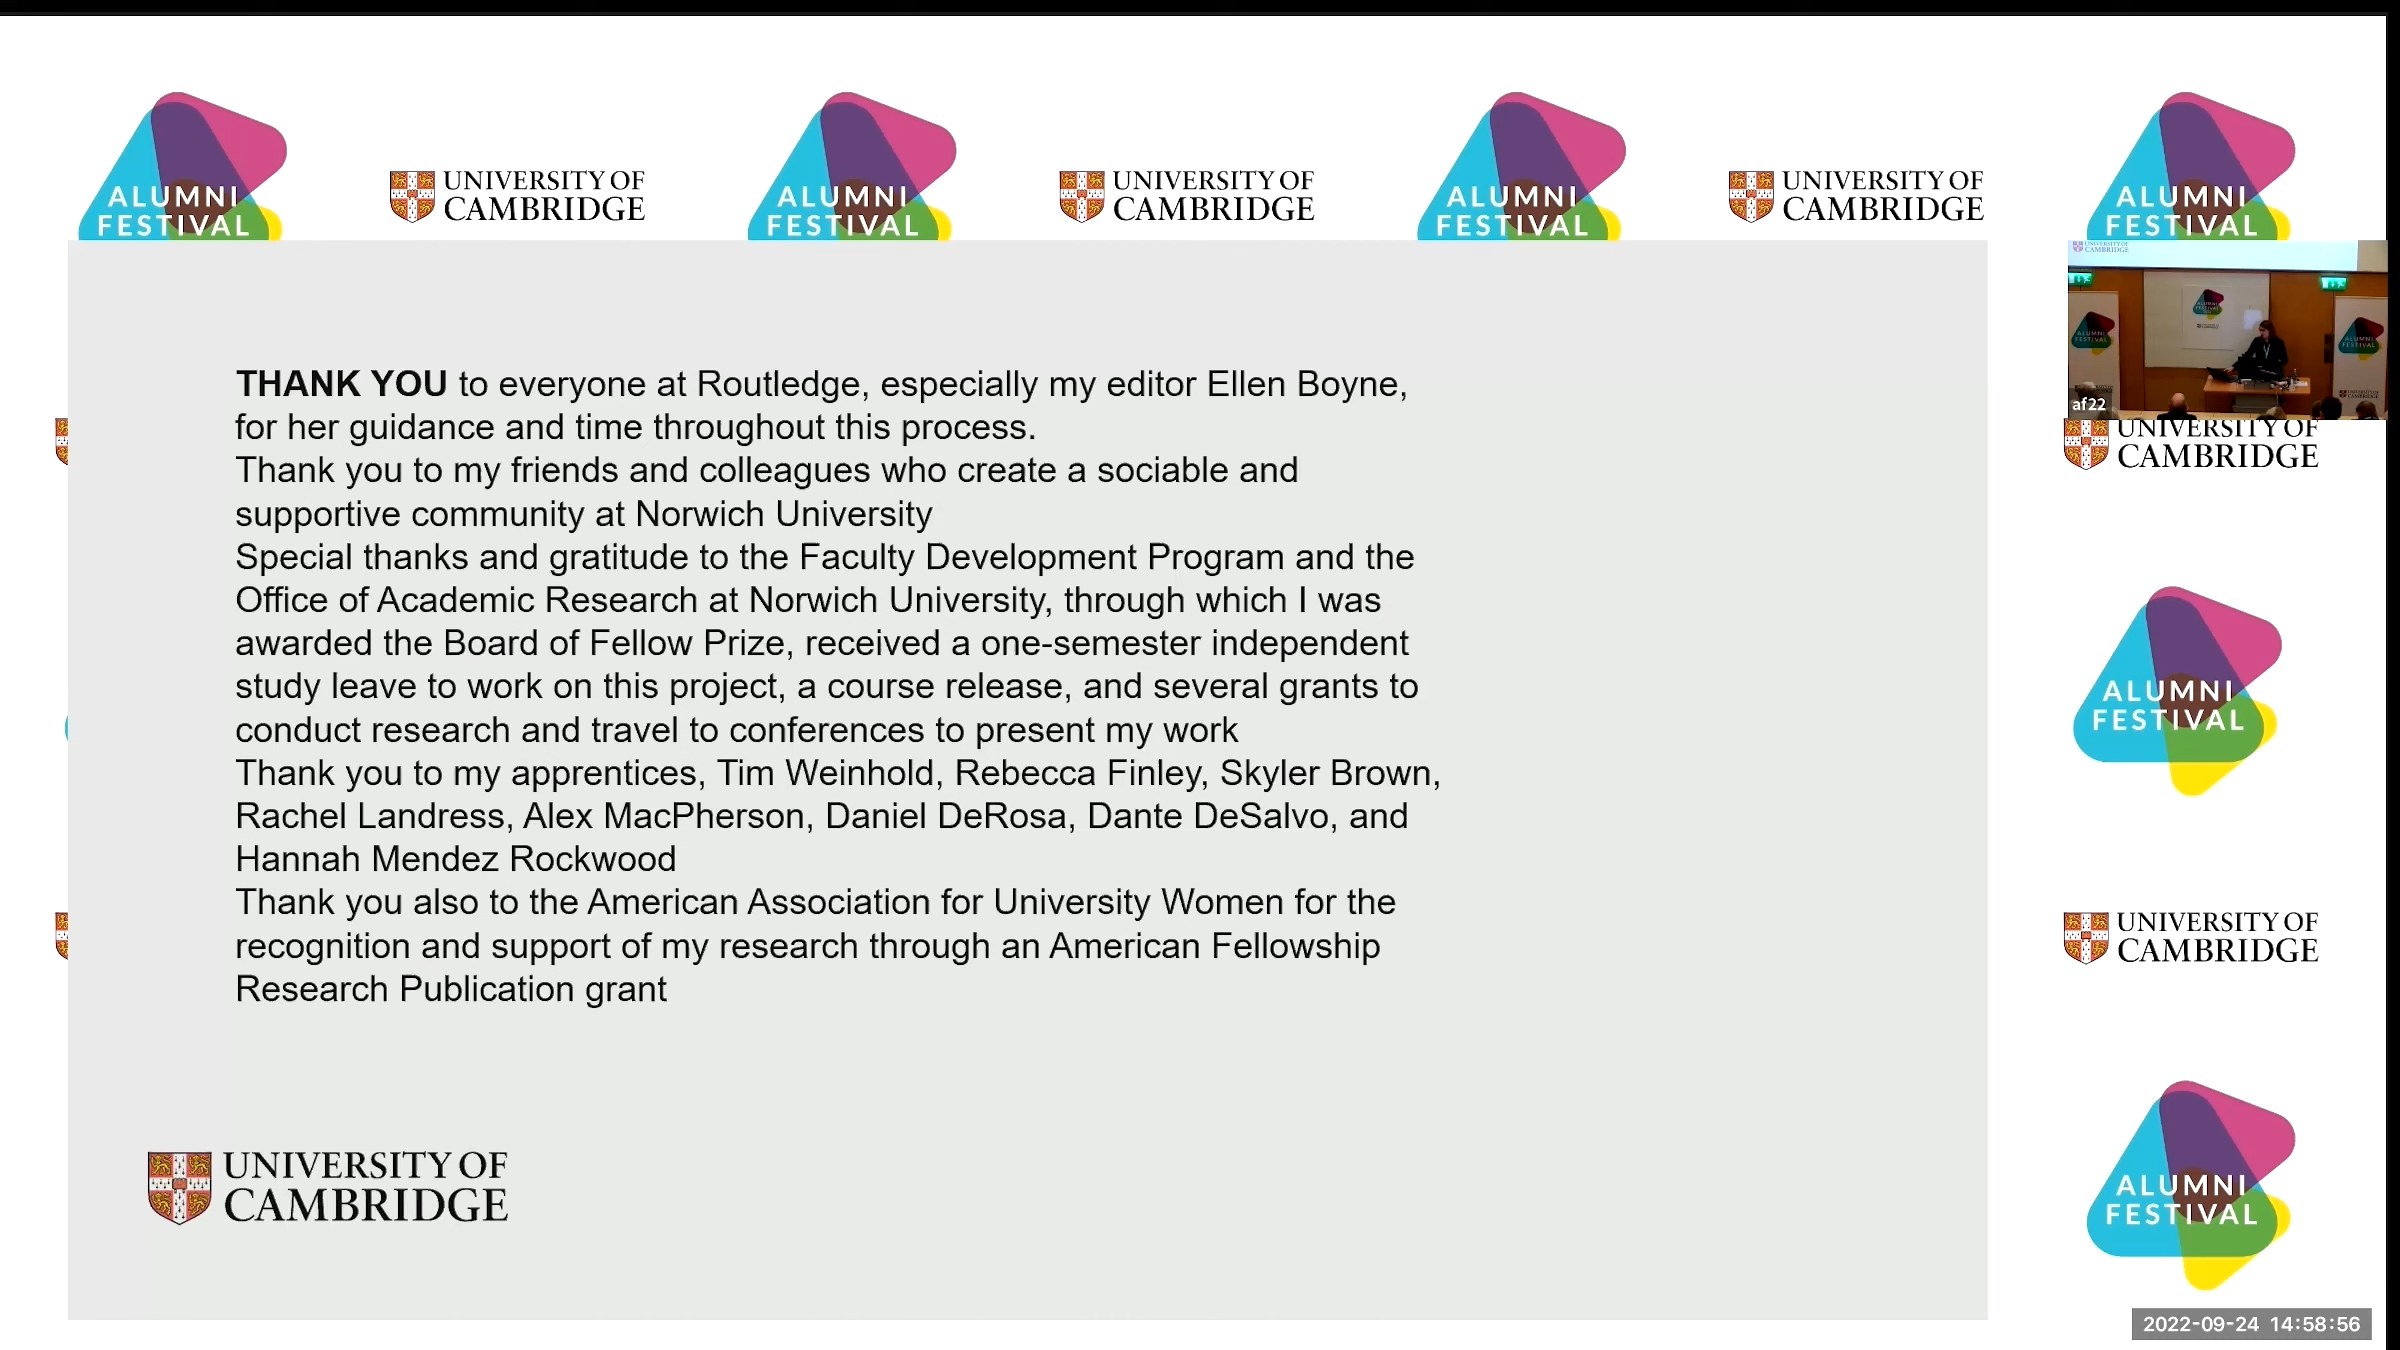 ALUMNI
FESTIVAL
UNIVERSITY OF
CAMBRIDGE
ALUMNI
FESTIVAL
UNIVERSITY OF
CAMBRIDGE
ALUMNI
FESTIVAL
UNIVERSITY OF
CAMBRIDGE
ALUMNI
FESTIVAL
UNIVERSITY OF
CAMBRIDGE
ALUMNI
FESTIVAL
ALUMNI
FESTIVAL
af22
UNIVERSITY OF
CAMBRIDGE
THANK YOU to everyone at Routledge, especially my editor Ellen Boyne,
for her guidance and time throughout this process.
Thank you to my friends and colleagues who create a sociable and
supportive community at Norwich University
Special thanks and gratitude to the Faculty Development Program and the
Office of Academic Research at Norwich University, through which I was
awarded the Board of Fellow Prize, received a one-semester independent
study leave to work on this project, a course release, and several grants to
conduct research and travel to conferences to present my work
Thank you to my apprentices, Tim Weinhold, Rebecca Finley, Skyler Brown,
Rachel Landress, Alex MacPherson, Daniel DeRosa, Dante DeSalvo, and
Hannah Mendez Rockwood
Thank you also to the American Association for University Women for the
recognition and support of my research through an American Fellowship
Research Publication grant
ALUMNI
FESTIVAL
UNIVERSITY OF
CAMBRIDGE
UNIVERSITY OF
CAMBRIDGE
ALUMNI
FESTIVAL
2022-09-24 14:58:56